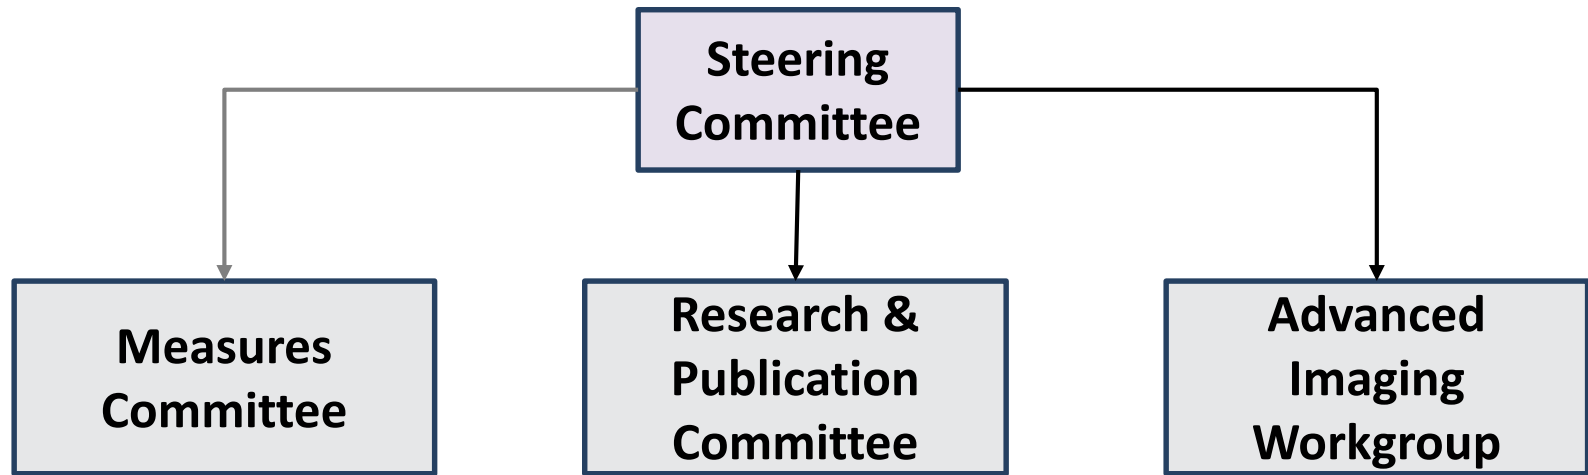 Steering
Committee
Measures
Committee
Research &
Publication
Committee
Advanced
Imaging
Workgroup